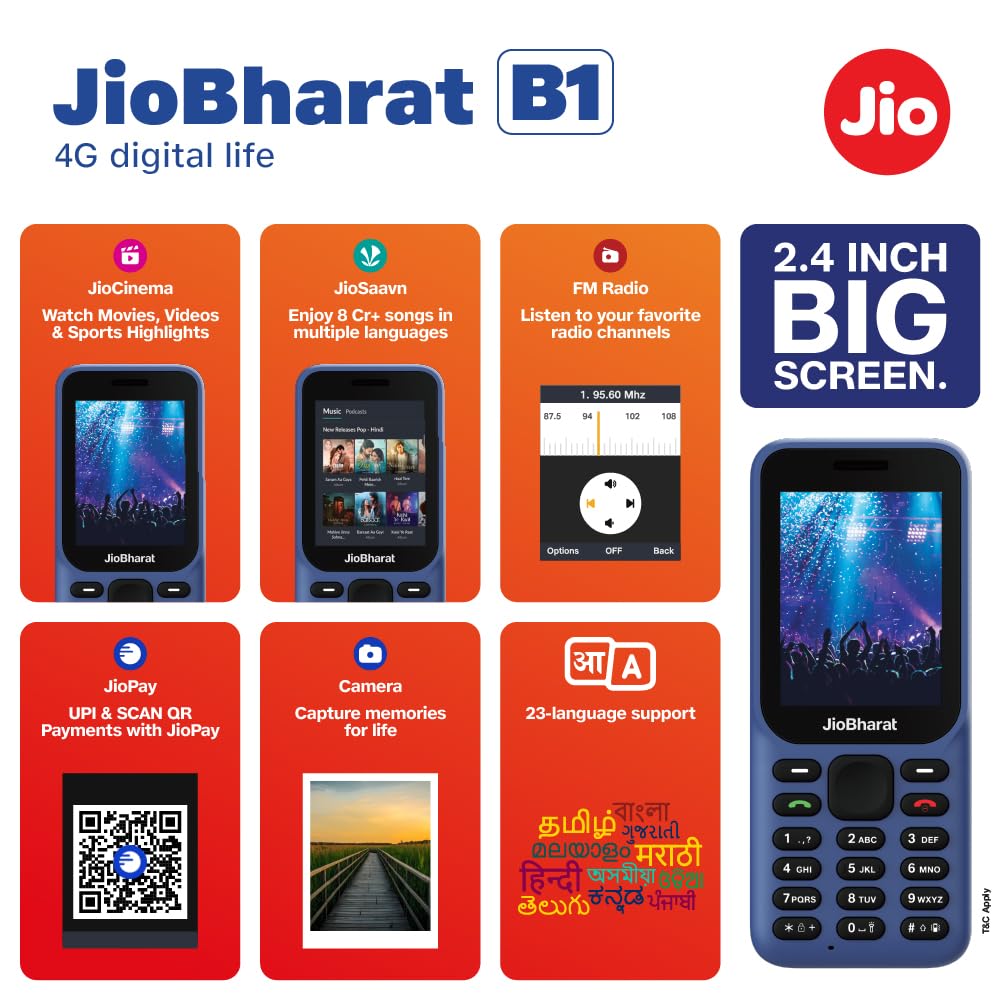 JioBharat B1
4G digital life
Jio
JioCinema
Watch Movies, Videos
& Sports Highlights
JioBharat
JioSaavn
Enjoy 8 Cr+ songs in
multiple languages
Music Podcasts
New Releases Pop - Hindi
JioBharat
FM Radio
Listen to your favorite
radio channels
1. 95.60 Mhz
87.5 94 102 108
Options OFF Back
2.4 INCH
BIG
SCREEN.
JioPay
UPI & SCAN QR
Payments with JioPay
Camera
Capture memories
for life
आ A
23-language support
বাংলা
தமிழ் ગુજરાતી
മലയാളം मराठी
हिन्दी অসমীয়া ଓଡ଼ିଆ
తెలుగు ಕನ್ನಡ ਪੰਜਾਬੀ
JioBharat
1 .,? 2 ABC 3 DEF
4 GHI 5 JKL 6 MNO
7 PQRS 8 TUV 9 WXYZ
* + 0 #
T&C Apply